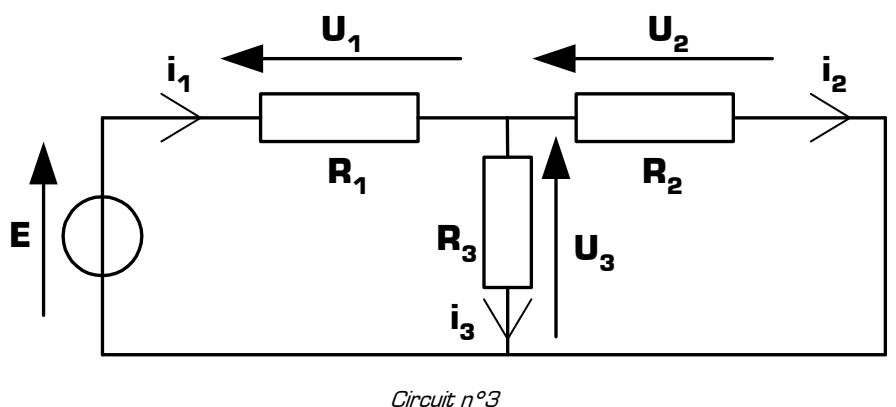 U₁ U₂
i₁ i₂
R₁ R₂
E R₃ U₃
i₃
Circuit n°3